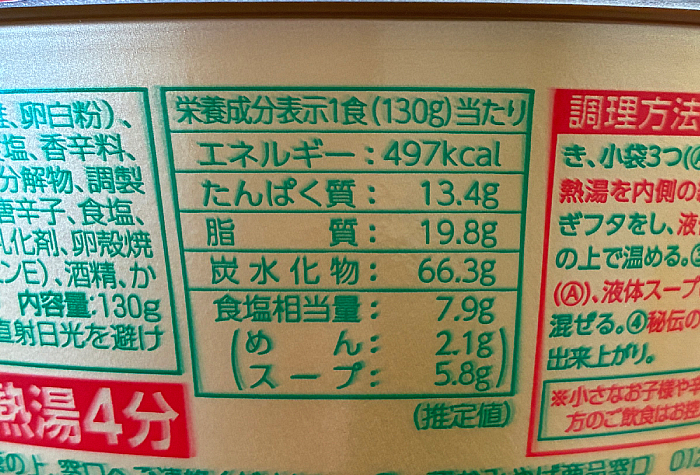 卵白粉)、
塩、香辛料、
分解物、調製
唐辛子、食塩、
乳化剤、卵殻焼
ンE)、酒精、か
内容量:130g
直射日光を避け
熱湯4分
栄養成分表示1食(130g)当たり
エネルギー:497kcal
たんぱく質: 13.4g
脂 質: 19.8g
炭水化物: 66.3g
食塩相当量: 7.9g
(めん: 2.1g)
(スープ: 5.8g)
(推定値)
調理方法
き、小袋3つ(
熱湯を内側の
ぎフタをし、液
の上で温める。③
(Ⓐ)、液体スープ
混ぜる。④秘伝の
出来上がり。
※小さなお子様や
方のご飲食はお